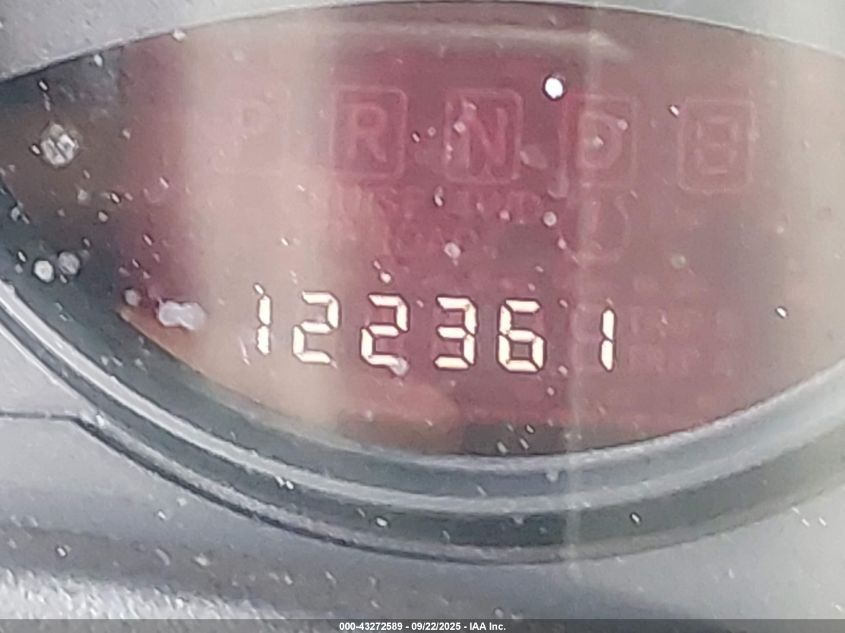 P R N D 3
L
122361
000-43272589 - 09/22/2025 - IAA Inc.